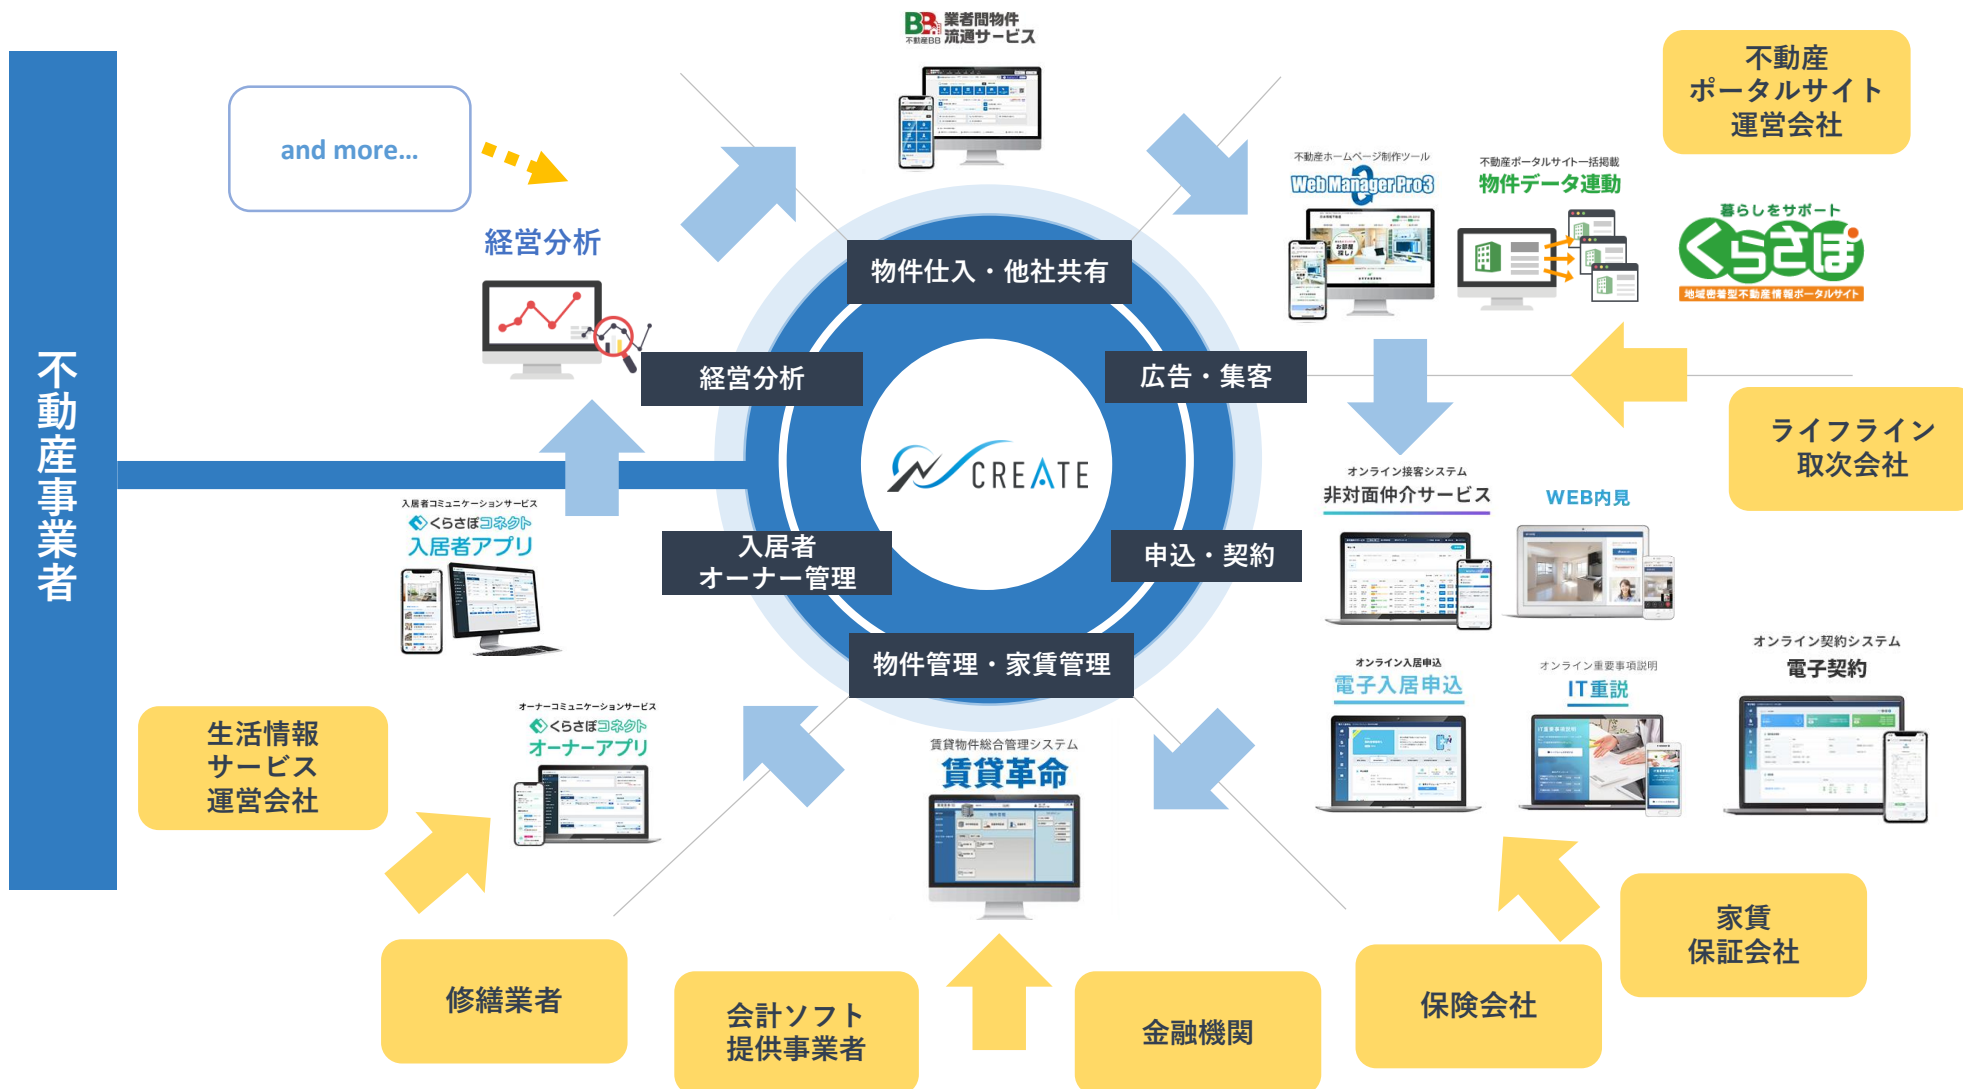 不動産事業者
and more...
BB
不動産BB
業者間物件
流通サービス
不動産
ポータルサイト
運営会社
不動産ホームページ制作ツール
Web Manager Pro3
不動産ポータルサイト一括掲載
物件データ連動
暮らしをサポート
くらさぽ
地域密着型不動産情報ポータルサイト
経営分析
物件仕入・他社共有
経営分析
広告・集客
CREATE
入居者
オーナー管理
申込・契約
物件管理・家賃管理
ライフライン
取次会社
オンライン接客システム
非対面仲介サービス
WEB内見
入居者コミュニケーションサービス
くらさぽコネクト
入居者アプリ
オンライン入居申込
電子入居申込
オンライン重要事項説明
IT重説
オンライン契約システム
電子契約
オーナーコミュニケーションサービス
くらさぽコネクト
オーナーアプリ
賃貸物件総合管理システム
賃貸革命
物件管理
生活情報
サービス
運営会社
修繕業者
会計ソフト
提供事業者
金融機関
保険会社
家賃
保証会社